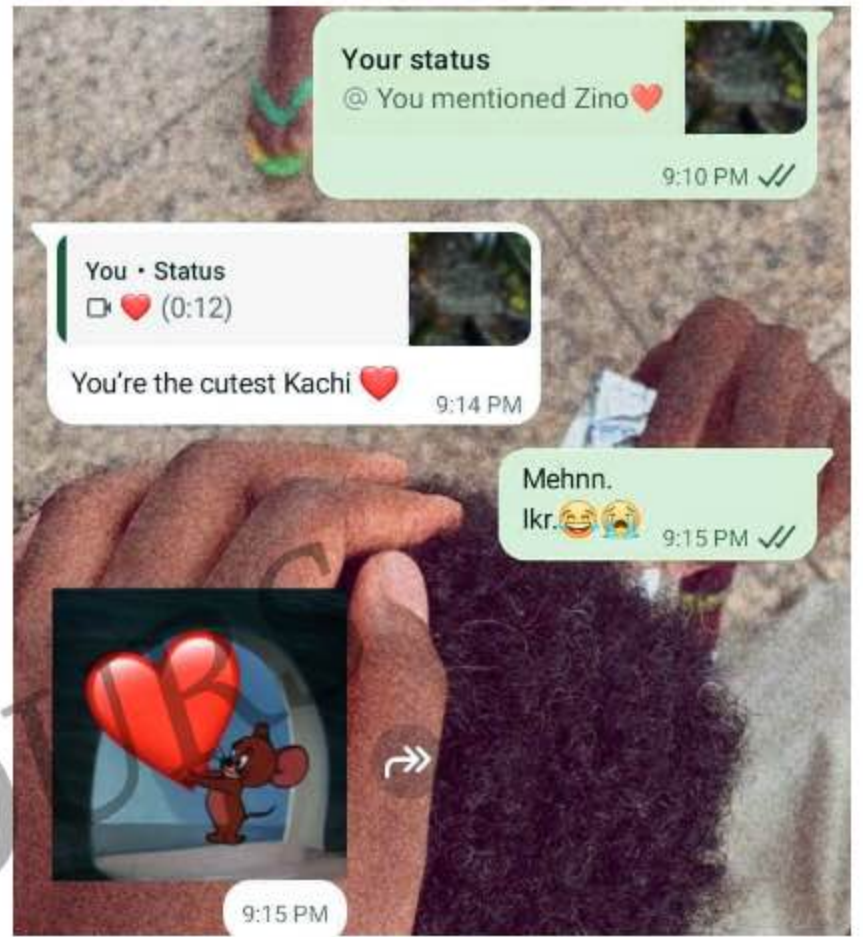 Your status
@ You mentioned Zino❤️
9:10 PM
You • Status
❤️ (0:12)
You're the cutest Kachi ❤️
9:14 PM
Mehnn.
Ikr.😂😭
9:15 PM
9:15 PM